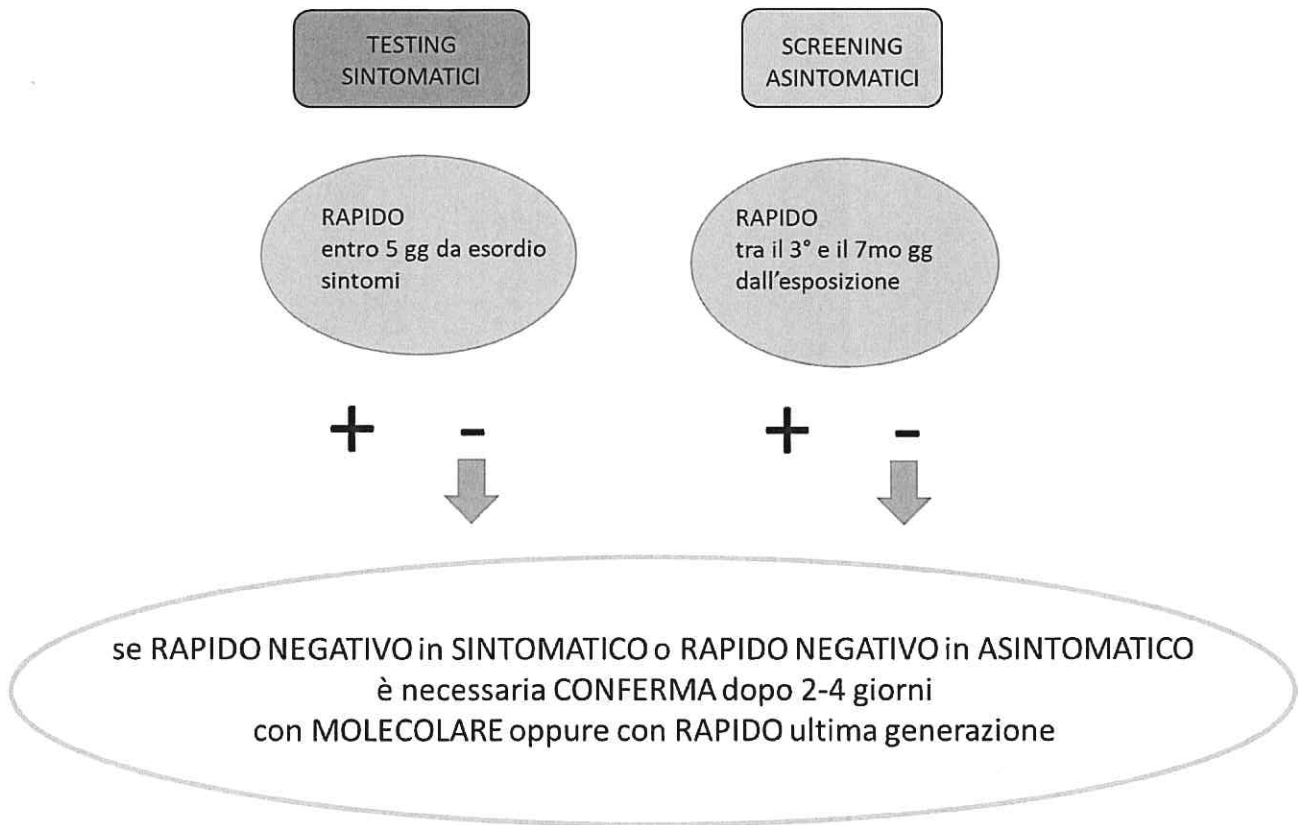 TESTING
SINTOMATICI
SCREENING
ASINTOMATICI
RAPIDO
entro 5 gg da esordio
sintomi
RAPIDO
tra il 3° e il 7mo gg
dall'esposizione
+ -
+ -
se RAPIDO NEGATIVO in SINTOMATICO o RAPIDO NEGATIVO in ASINTOMATICO
è necessaria CONFERMA dopo 2-4 giorni
con MOLECOLARE oppure con RAPIDO ultima generazione